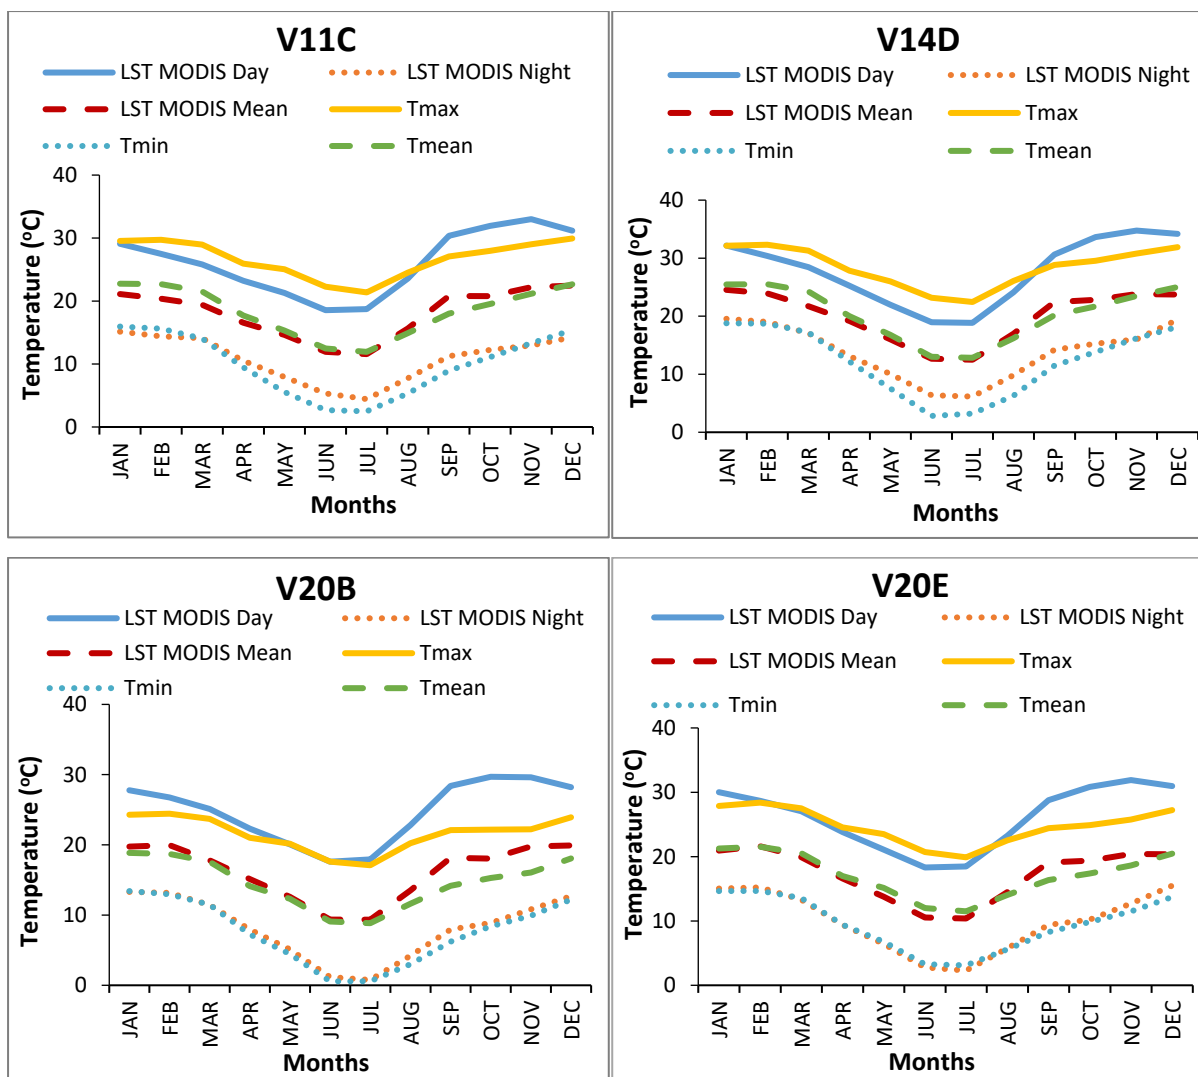 V11C
LST MODIS Day
LST MODIS Night
LST MODIS Mean
Tmax
Tmin
Tmean
Temperature (ºC)
40
30
20
10
0
JAN FEB MAR APR MAY JUN JUL AUG SEP OCT NOV DEC
Months
V14D
LST MODIS Day
LST MODIS Night
LST MODIS Mean
Tmax
Tmin
Tmean
Temperature (ºC)
40
30
20
10
0
JAN FEB MAR APR MAY JUN JUL AUG SEP OCT NOV DEC
Months
V20B
LST MODIS Day
LST MODIS Night
LST MODIS Mean
Tmax
Tmin
Tmean
Temperature (ºC)
40
30
20
10
0
JAN FEB MAR APR MAY JUN JUL AUG SEP OCT NOV DEC
Months
V20E
LST MODIS Day
LST MODIS Night
LST MODIS Mean
Tmax
Tmin
Tmean
Temperature (ºC)
40
30
20
10
0
JAN FEB MAR APR MAY JUN JUL AUG SEP OCT NOV DEC
Months